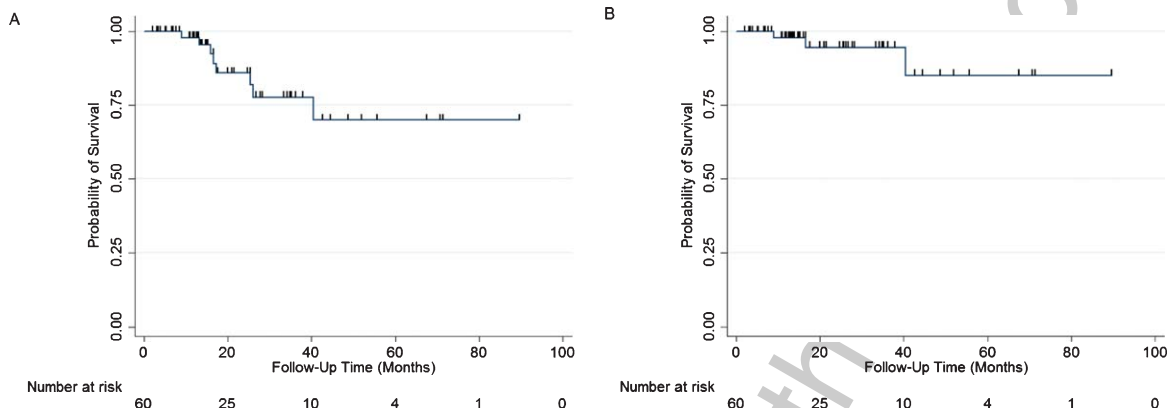 A
Probability of Survival
1.00
0.75
0.50
0.25
0.00
0 20 40 60 80 100
Follow-Up Time (Months)
Number at risk
60 25 10 4 1 0
B
Probability of Survival
1.00
0.75
0.50
0.25
0.00
0 20 40 60 80 100
Follow-Up Time (Months)
Number at risk
60 25 10 4 1 0
th